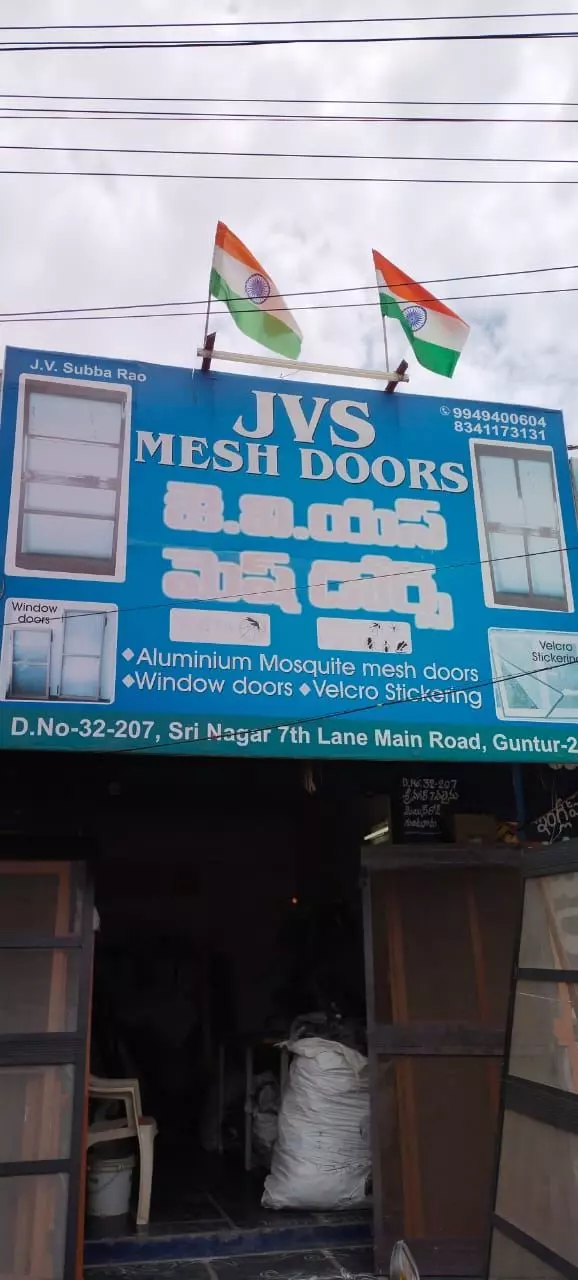 J.V. Subba Rao
JVS
9949400604
8341173131
MESH DOORS
జె.వి.యస్
మెష్ డోర్స్
Window
doors
Velcro
Stickering
◆Aluminium Mosquite mesh doors
◆Window doors ◆Velcro Stickering
D.No-32-207, Sri Nagar 7th Lane Main Road, Guntur-2
D.No: 32-207